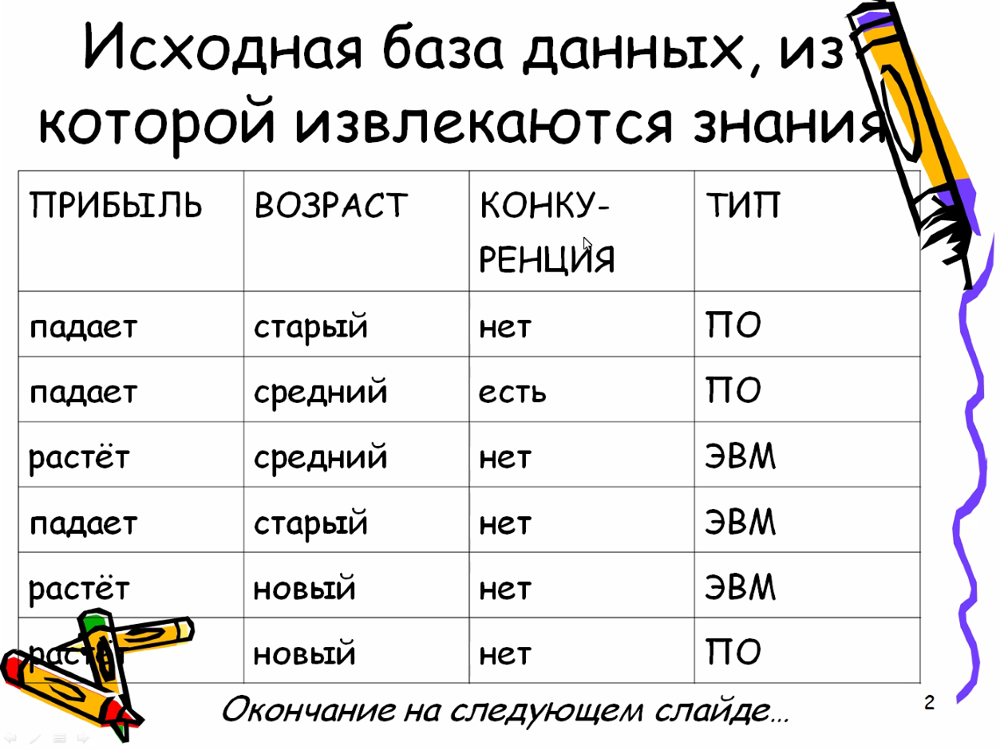 Исходная база данных, из
которой извлекаются знания
ПРИБЫЛЬ ВОЗРАСТ КОНКУ-
РЕНЦИЯ ТИП
падает старый нет ПО
падает средний есть ПО
растёт средний нет ЭВМ
падает старый нет ЭВМ
растёт новый нет ЭВМ
растёт новый нет ПО
Окончание на следующем слайде…
2